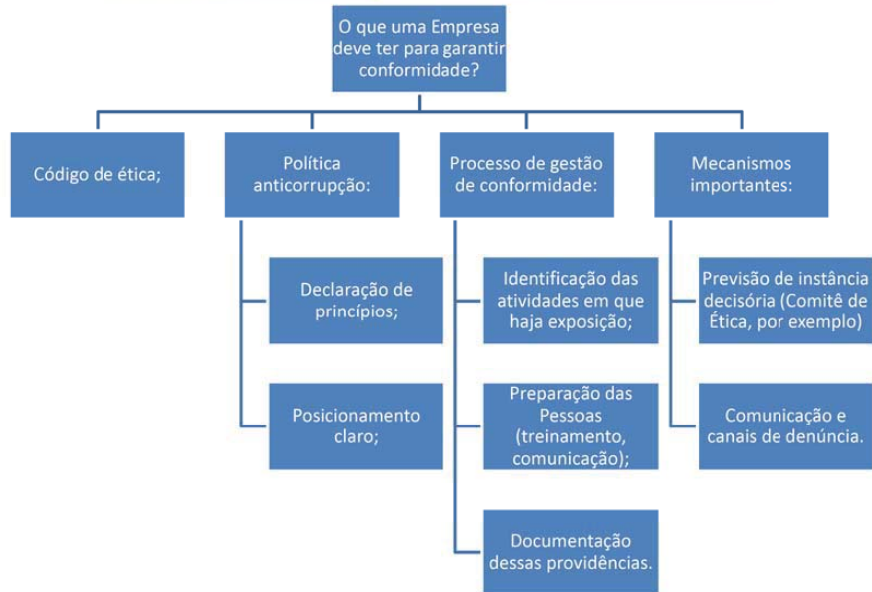 O que uma Empresa
deve ter para garantir
conformidade?
Código de ética;
Política
anticorrupção:
Declaração de
princípios;
Posicionamento
claro;
Processo de gestão
de conformidade:
Identificação das
atividades em que
haja exposição;
Preparação das
Pessoas
(treinamento,
comunicação);
Documentação
dessas providências.
Mecanismos
importantes:
Previsão de instância
decisória (Comitê de
Ética, por exemplo)
Comunicação e
canais de denúncia.